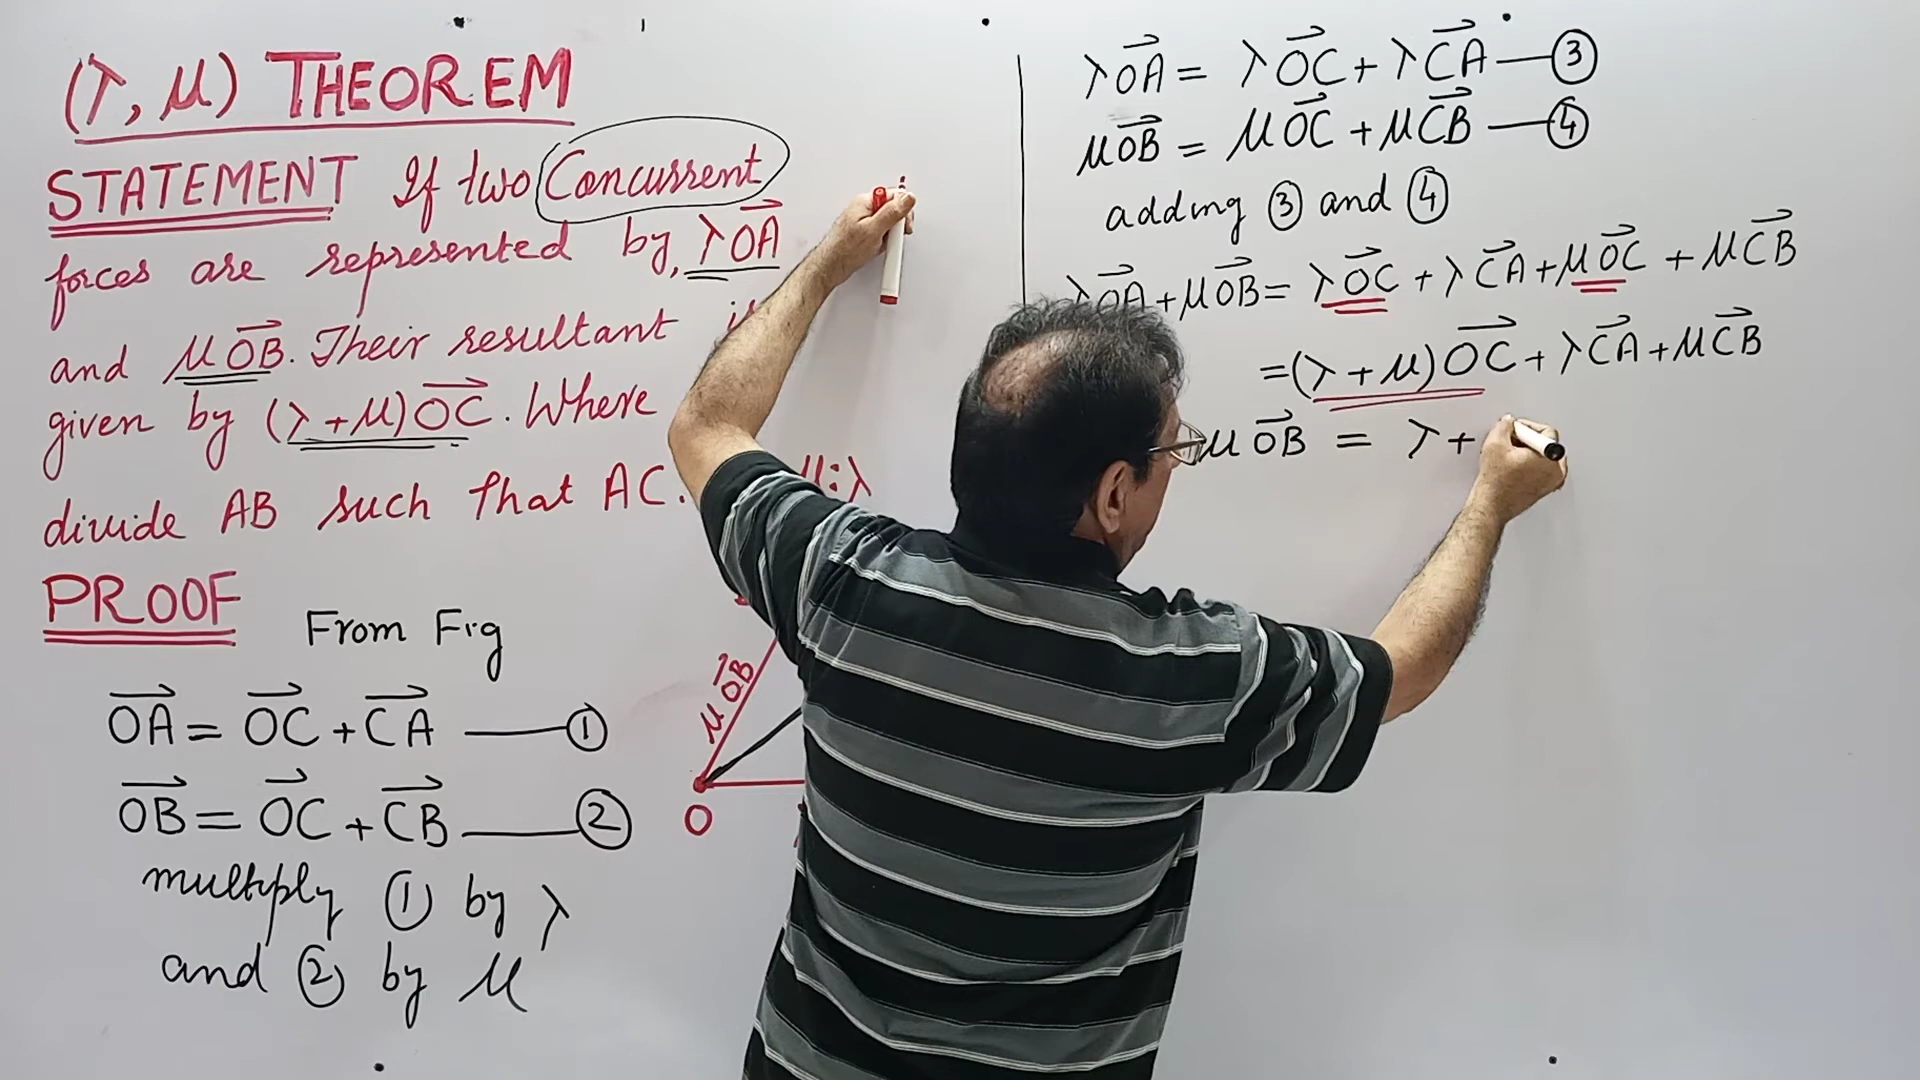 (λ, μ) THEOREM
STATEMENT If two Concurrent
forces are represented by, λOA⃗
and μOB⃗. Their resultant
given by (λ+μ)OC⃗. Where
divide AB such that AC. μ:λ
PROOF
From Fig
OA⃗ = OC⃗ + CA⃗ — ①
OB⃗ = OC⃗ + CB⃗ — ②
multiply ① by λ
and ② by μ
μOB⃗
O
λOA⃗ = λOC⃗ + λCA⃗ — ③
μOB⃗ = μOC⃗ + μCB⃗ — ④
adding ③ and ④
λOA⃗ + μOB⃗ = λOC⃗ + λCA⃗ + μOC⃗ + μCB⃗
= (λ + μ)OC⃗ + λCA⃗ + μCB⃗
μOB⃗ = λ +